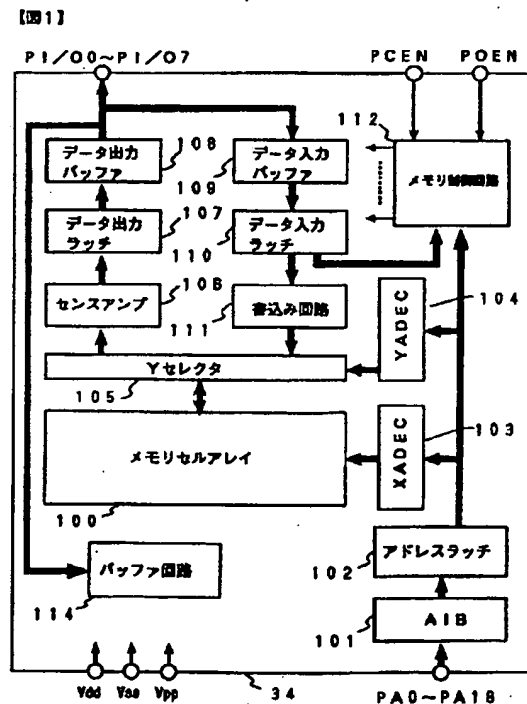 【図1】
PI/O0~PI/O7
PCEN
POEN
112
データ出力
バッファ
108
データ入力
バッファ
109
メモリ制御回路
データ出力
ラッチ
107
データ入力
ラッチ
110
センスアンプ
106
書込み回路
111
YADEC
104
Yセレクタ
105
メモリセルアレイ
100
XADEC
103
アドレスラッチ
102
バッファ回路
114
AIB
101
Vdd
Vss
Vpp
34
PA0~PA18